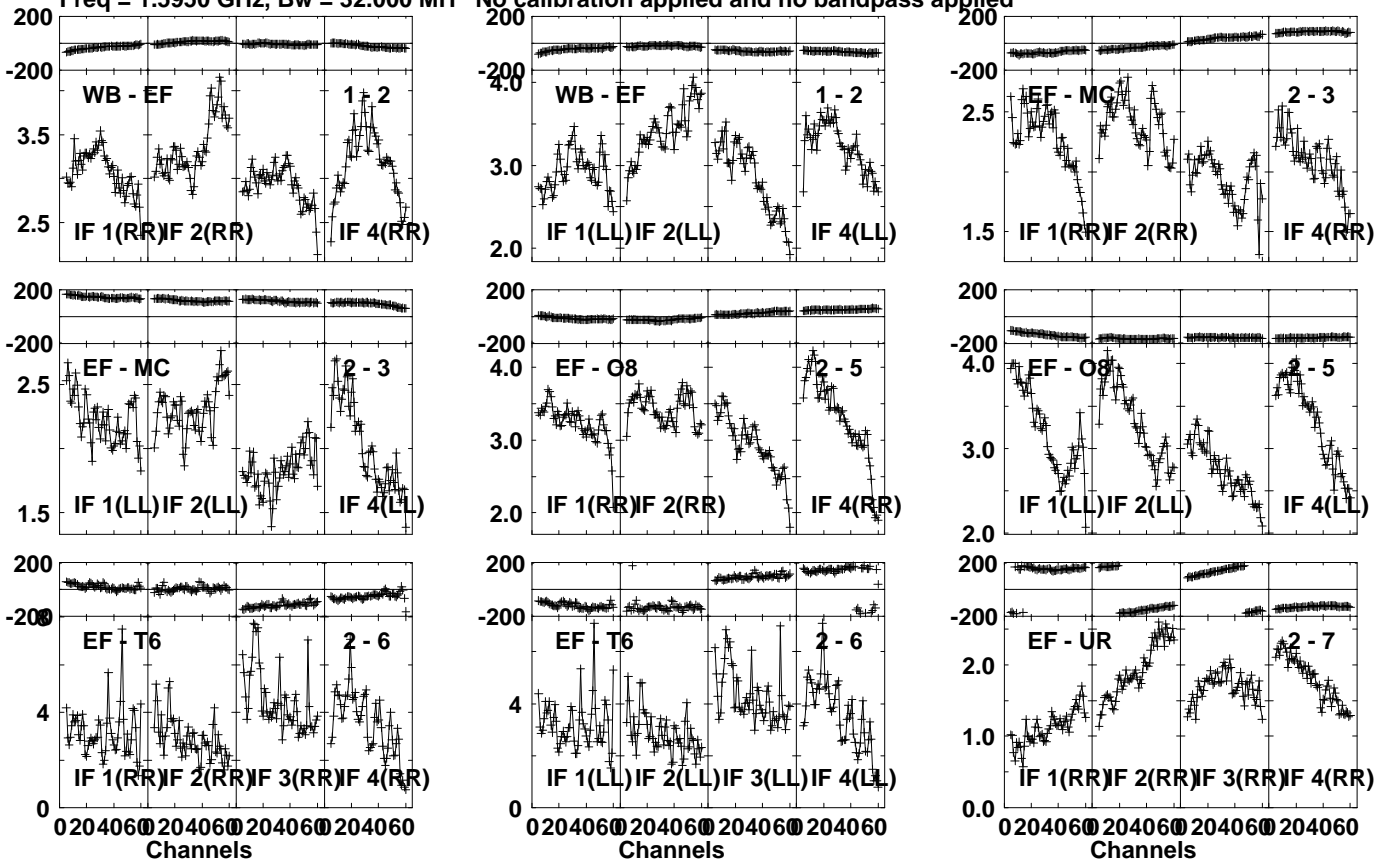 Freq = 1.5950 GHz, Bw = 32.000 MH No calibration applied and no bandpass applied
200
-200
WB - EF 1 - 2
3.5
2.5
IF 1(RR) IF 2(RR) IF 4(RR)
200
-200
4.0
WB - EF 1 - 2
3.0
2.0
IF 1(LL) IF 2(LL) IF 4(LL)
200
-200
EF - MC 2 - 3
2.5
1.5
IF 1(RR) IF 2(RR) IF 4(RR)
200
-200
EF - MC 2 - 3
2.5
1.5
IF 1(LL) IF 2(LL) IF 4(LL)
200
-200
4.0
EF - O8 2 - 5
3.0
2.0
IF 1(RR) IF 2(RR) IF 4(RR)
200
-200
4.0
EF - O8 2 - 5
3.0
2.0
IF 1(LL) IF 2(LL) IF 4(LL)
200
-200
8
EF - T6 2 - 6
4
0
IF 1(RR) IF 2(RR) IF 3(RR) IF 4(RR)
0 20 40 60 0 20 40 60 0 20 40 60 0 20 40 60
Channels
200
-200
EF - T6 2 - 6
4
0
IF 1(LL) IF 2(LL) IF 3(LL) IF 4(LL)
0 20 40 60 0 20 40 60 0 20 40 60 0 20 40 60
Channels
200
-200
EF - UR 2 - 7
2.0
1.0
0.0
IF 1(RR) IF 2(RR) IF 3(RR) IF 4(RR)
0 20 40 60 0 20 40 60 0 20 40 60 0 20 40 60
Channels